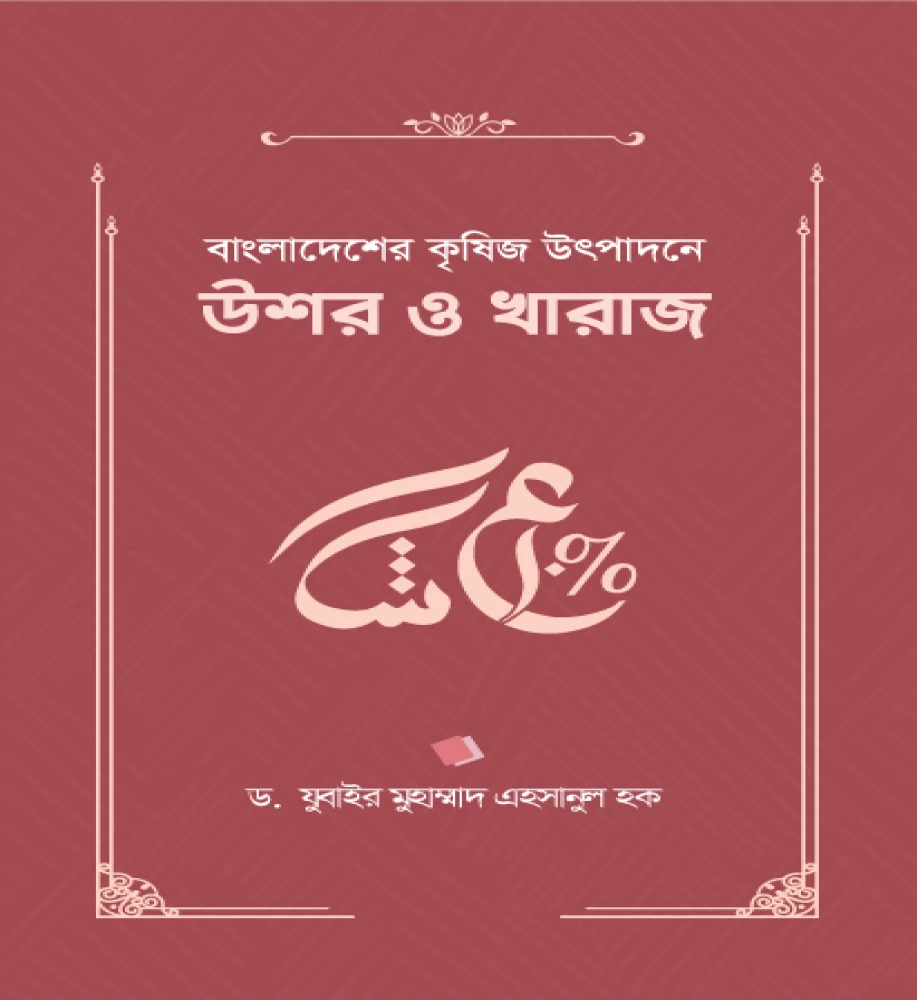 বাংলাদেশের কৃষিজ উৎপাদনে
উশর ও খারাজ
%
ড. যুবাইর মুহাম্মাদ এহসানুল হক